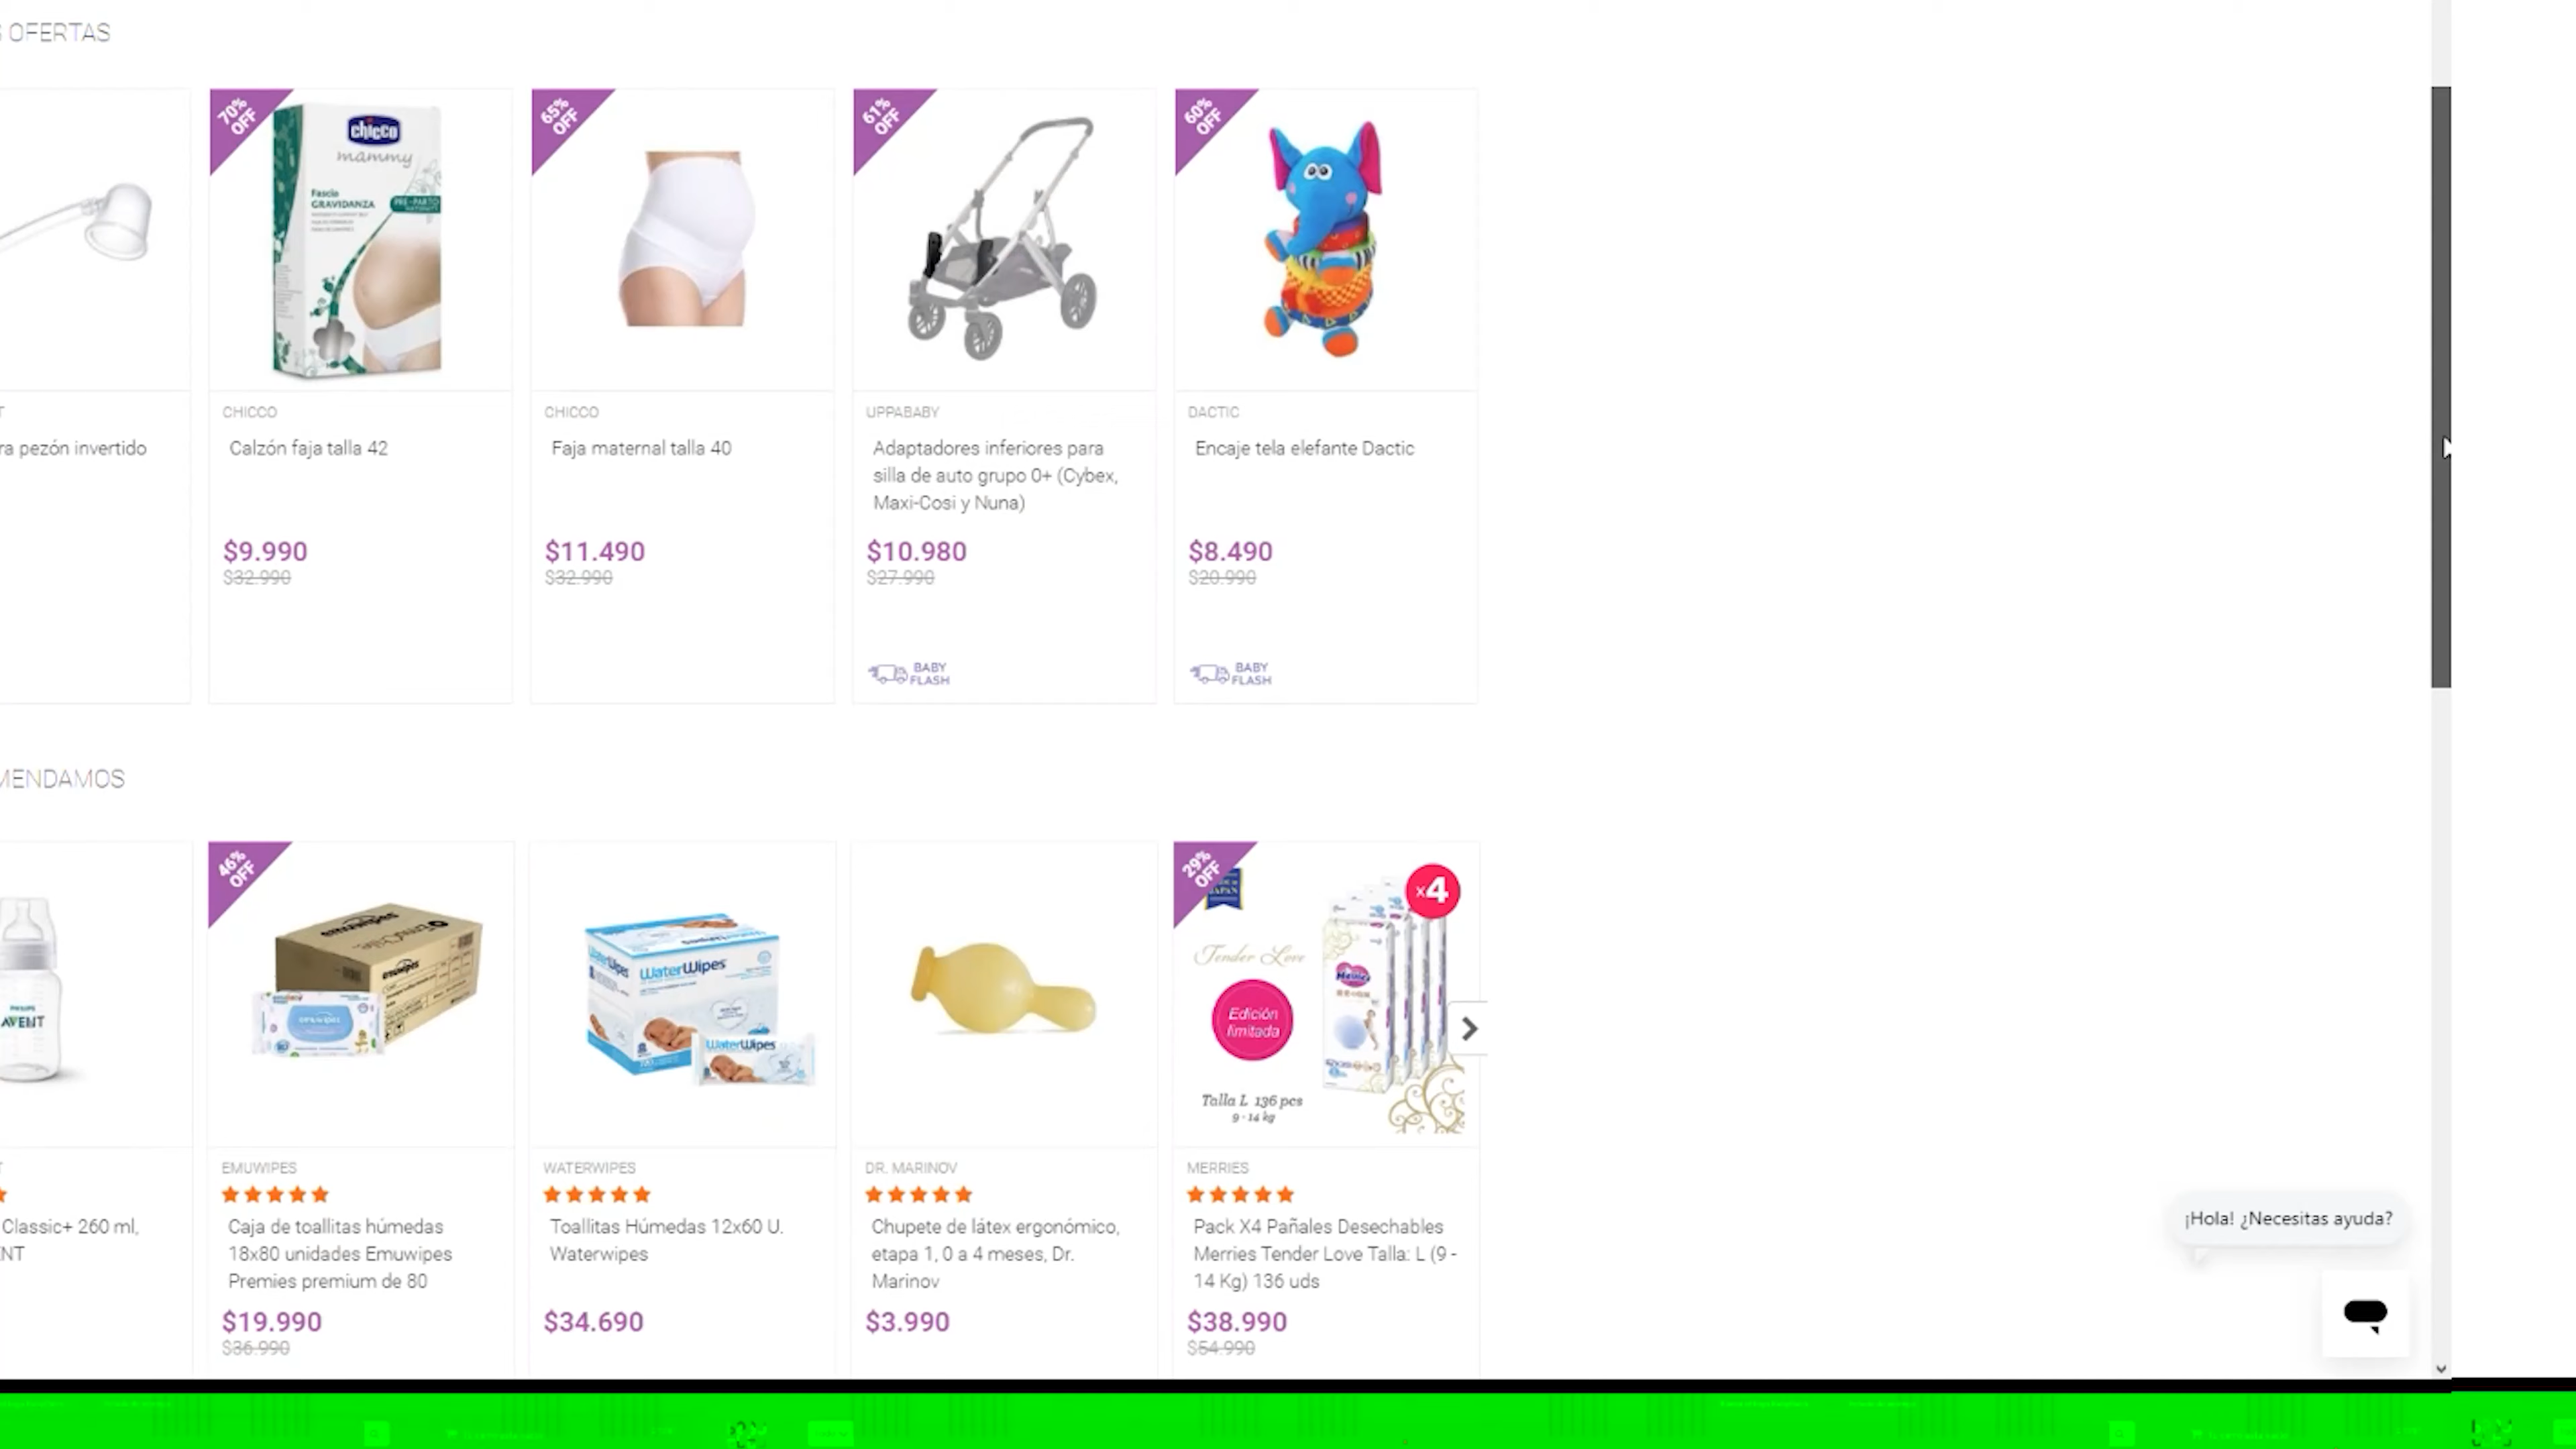 OFERTAS
70% OFF
65% OFF
61% OFF
60% OFF
chicco
mammy
Fascia
GRAVIDANZA
PRE-PARTO
CHICCO
CHICCO
UPPABABY
DACTIC
ra pezón invertido
Calzón faja talla 42
Faja maternal talla 40
Adaptadores inferiores para
silla de auto grupo 0+ (Cybex,
Maxi-Cosi y Nuna)
Encaje tela elefante Dactic
$9.990
$32.990
$11.490
$32.990
$10.980
$27.990
$8.490
$20.990
BABY
FLASH
BABY
FLASH
MENDAMOS
46% OFF
29% OFF
PHILIPS
AVENT
emuwipes
emuwipes
WaterWipes
WaterWipes
WaterWipes
JAPAN
x4
Tender Love
Merries
Edición
limitada
Talla L 136 pcs
9 - 14 kg
EMUWIPES
WATERWIPES
DR. MARINOV
MERRIES
Classic+ 260 ml,
NT
Caja de toallitas húmedas
18x80 unidades Emuwipes
Premies premium de 80
$19.990
$36.990
Toallitas Húmedas 12x60 U.
Waterwipes
$34.690
Chupete de látex ergonómico,
etapa 1, 0 a 4 meses, Dr.
Marinov
$3.990
Pack X4 Pañales Desechables
Merries Tender Love Talla: L (9 -
14 Kg) 136 uds
$38.990
$54.990
¡Hola! ¿Necesitas ayuda?